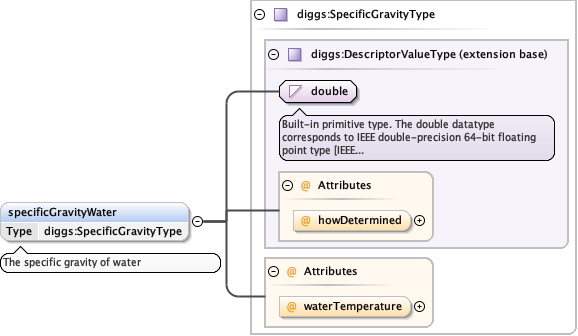 diggs:SpecificGravityType
diggs:DescriptorValueType (extension base)
double
Built-in primitive type. The double datatype
corresponds to IEEE double-precision 64-bit floating
point type [IEEE...
@ Attributes
@ howDetermined
specificGravityWater
Type diggs:SpecificGravityType
The specific gravity of water
@ Attributes
@ waterTemperature